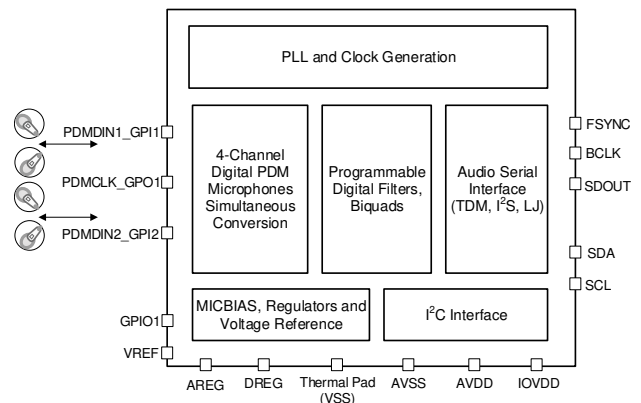 PLL and Clock Generation
PDMDIN1_GPI1
PDMCLK_GPO1
PDMDIN2_GPI2
GPIO1
VREF
4-Channel
Digital PDM
Microphones
Simultaneous
Conversion
Programmable
Digital Filters,
Biquads
Audio Serial
Interface
(TDM, I²S, LJ)
FSYNC
BCLK
SDOUT
SDA
SCL
MICBIAS, Regulators and
Voltage Reference
I²C Interface
AREG
DREG
Thermal Pad
(VSS)
AVSS
AVDD
IOVDD